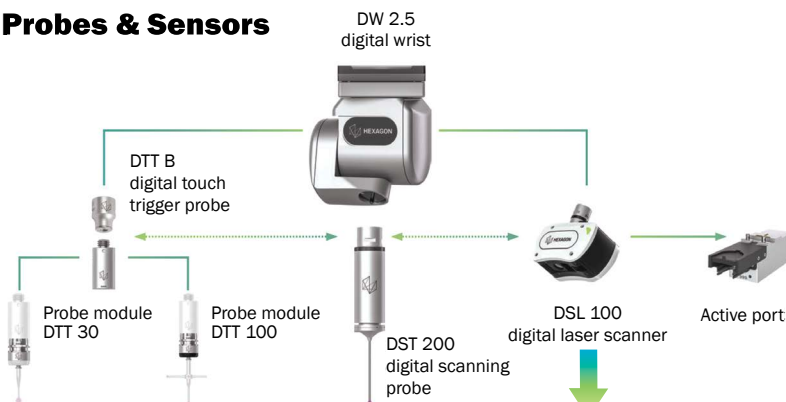 Probes & Sensors
DW 2.5
digital wrist
HEXAGON
DTT B
digital touch
trigger probe
HEXAGON
Probe module
DTT 30
Probe module
DTT 100
DST 200
digital scanning
probe
DSL 100
digital laser scanner
Active port